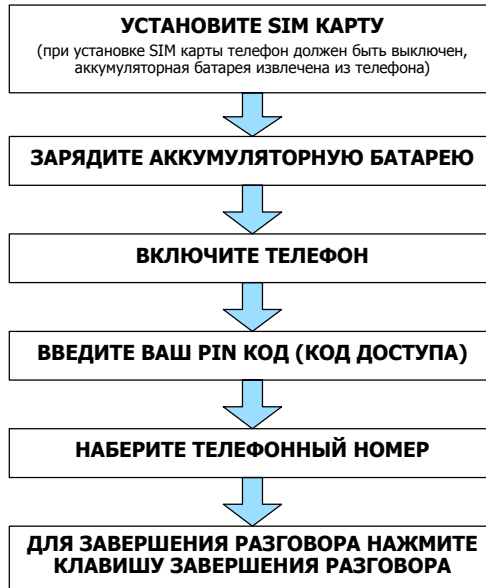 УСТАНОВИТЕ SIM КАРТУ
(при установке SIM карты телефон должен быть выключен,
аккумуляторная батарея извлечена из телефона)
ЗАРЯДИТЕ АККУМУЛЯТОРНУЮ БАТАРЕЮ
ВКЛЮЧИТЕ ТЕЛЕФОН
ВВЕДИТЕ ВАШ PIN КОД (КОД ДОСТУПА)
НАБЕРИТЕ ТЕЛЕФОННЫЙ НОМЕР
ДЛЯ ЗАВЕРШЕНИЯ РАЗГОВОРА НАЖМИТЕ
КЛАВИШУ ЗАВЕРШЕНИЯ РАЗГОВОРА